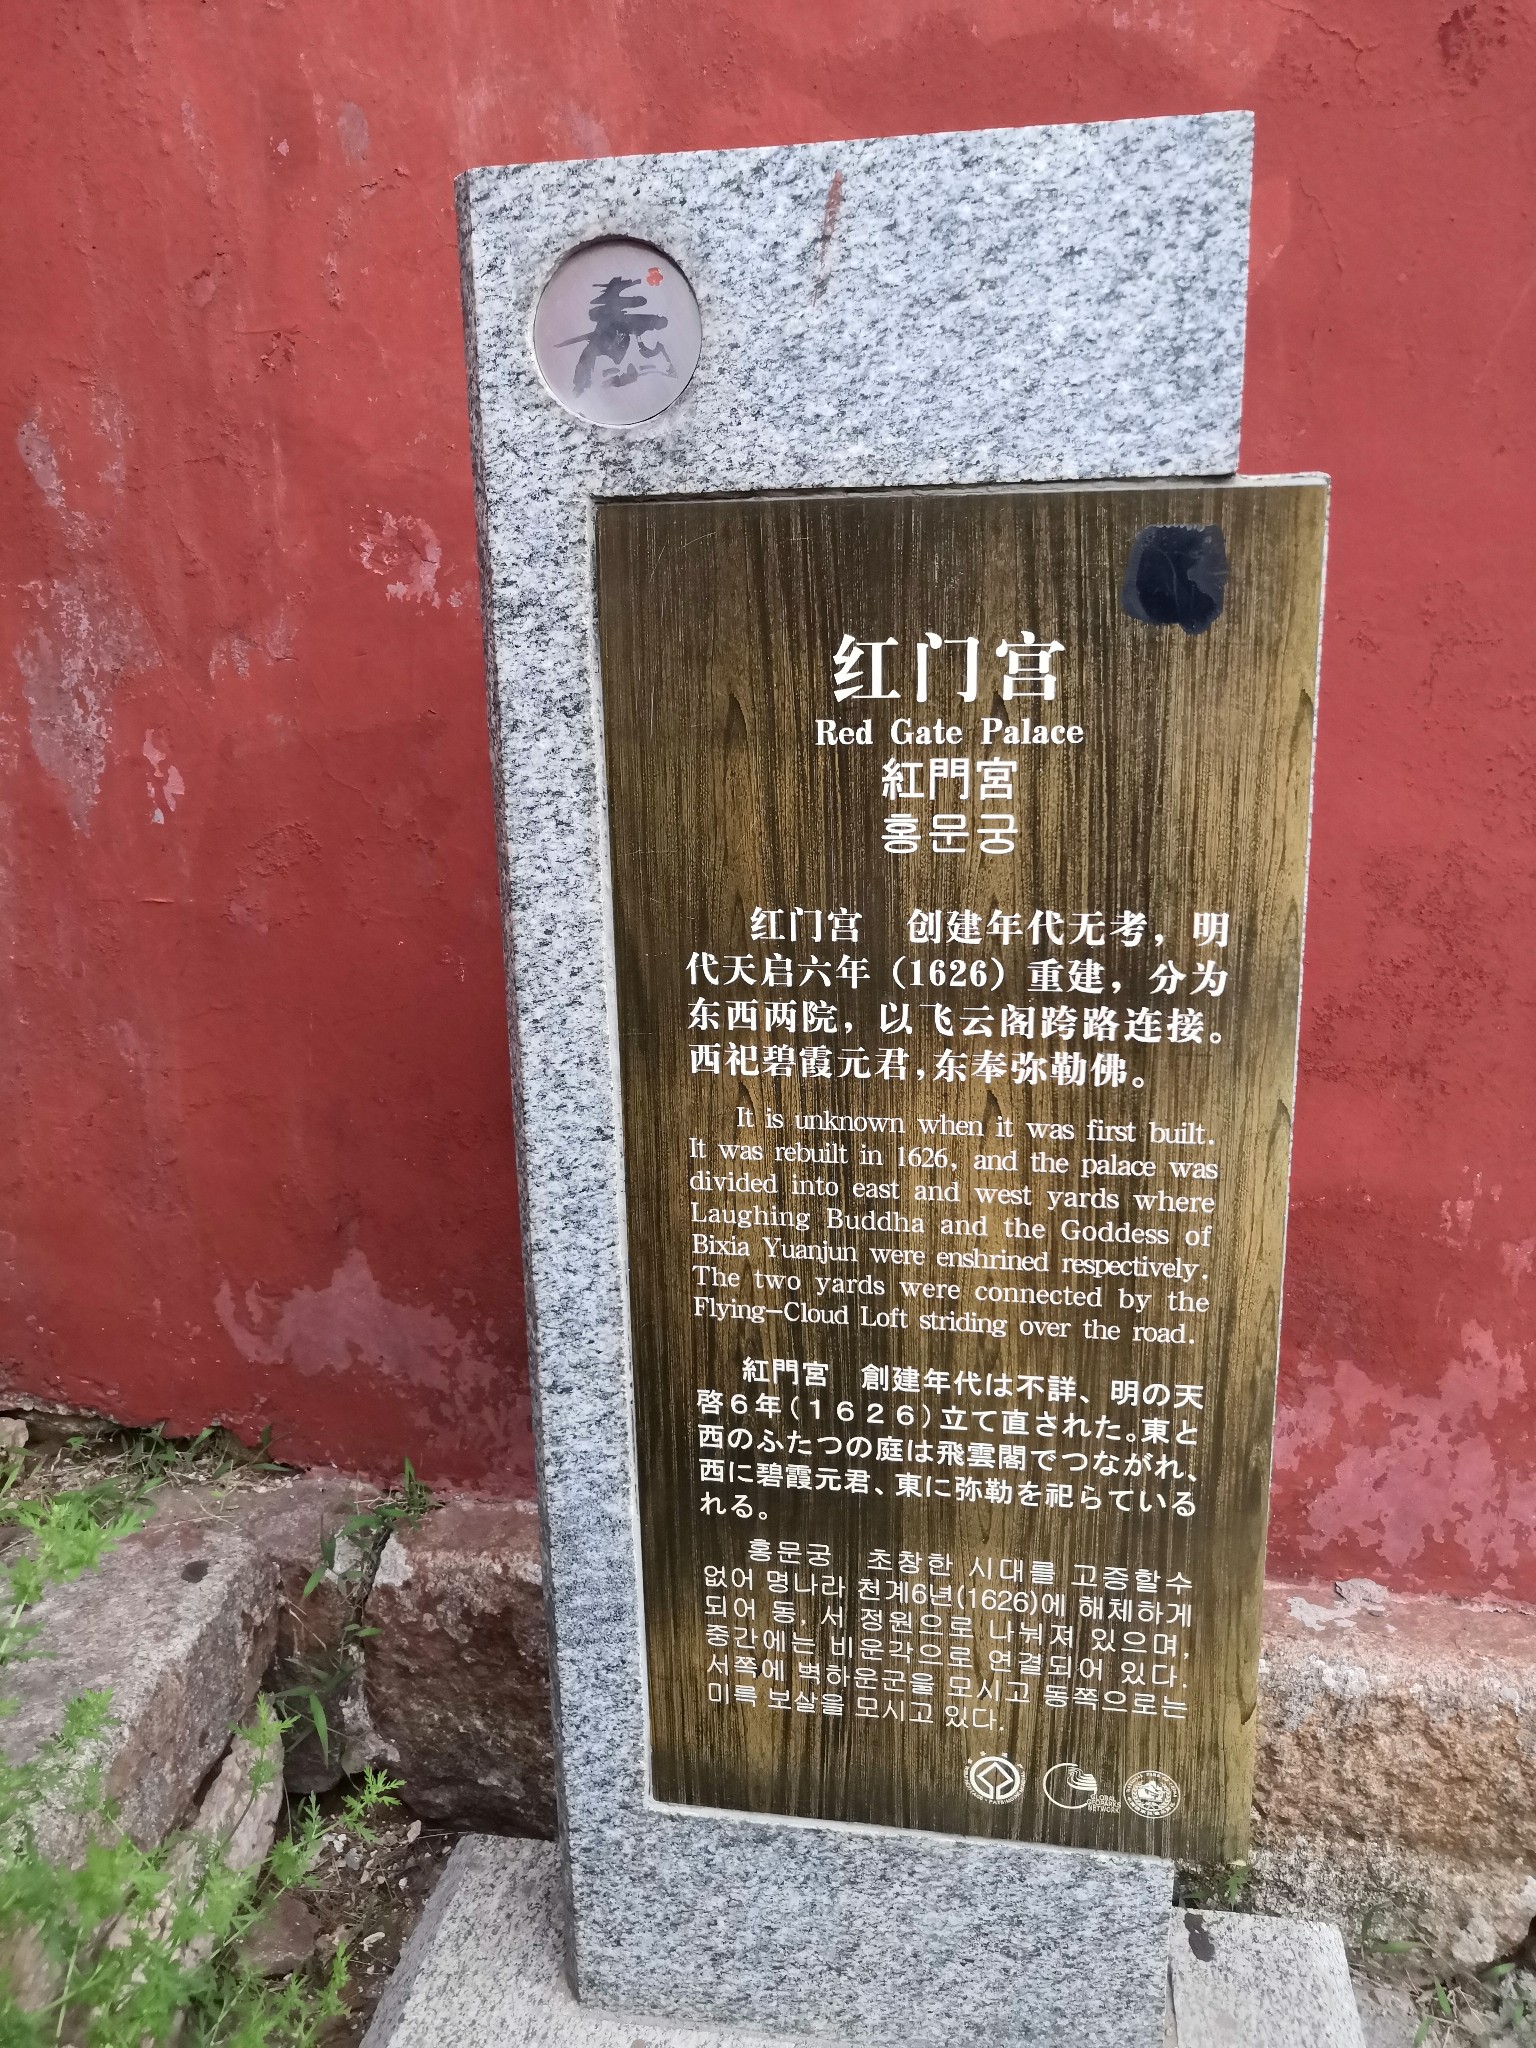 泰
红门宫
Red Gate Palace
紅門宮
홍문궁
红门宫　创建年代无考，明
代天启六年（1626）重建，分为
东西两院，以飞云阁跨路连接。
西祀碧霞元君，东奉弥勒佛。
It is unknown when it was first built.
It was rebuilt in 1626, and the palace was
divided into east and west yards where
Laughing Buddha and the Goddess of
Bixia Yuanjun were enshrined respectively.
The two yards were connected by the
Flying-Cloud Loft striding over the road.
紅門宮　創建年代は不詳、明の天
啓６年（１６２６）立て直された。東と
西のふたつの庭は飛雲閣でつながれ、
西に碧霞元君、東に弥勒を祀らている
れる。
홍문궁　초창한 시대를 고증할수
없어 명나라 천계6년(1626)에 해체하게
되어 동, 서 정원으로 나눠져 있으며,
중간에는 비운각으로 연결되어 있다.
서쪽에 벽하운군을 모시고 동쪽으로는
미륵 보살을 모시고 있다.
GLOBAL
GEOPARKS
NETWORK